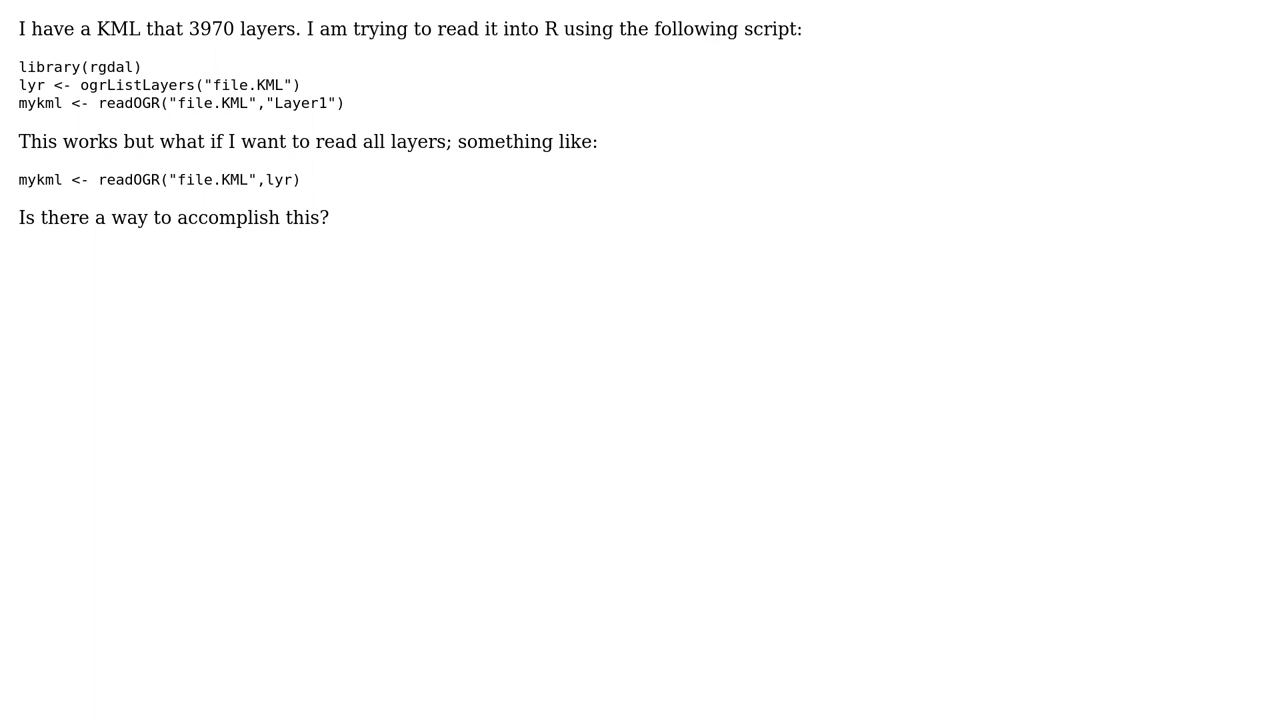 I have a KML that 3970 layers. I am trying to read it into R using the following script:
library(rgdal)
lyr <- ogrListLayers("file.KML")
mykml <- readOGR("file.KML","Layer1")
This works but what if I want to read all layers; something like:
mykml <- readOGR("file.KML",lyr)
Is there a way to accomplish this?